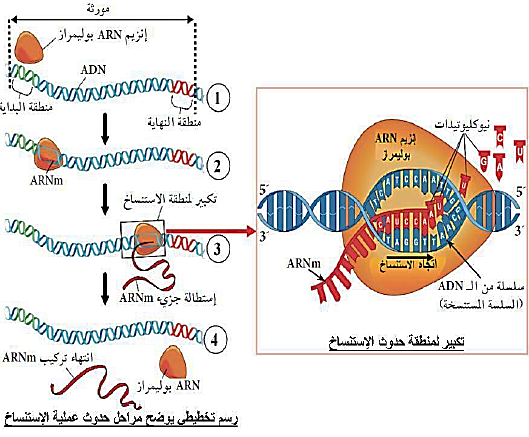 مورثة
إنزيم ARN بوليمراز
ADN
منطقة البداية
منطقة النهاية
1
ARNm
2
تكبير لمنطقة الاستنساخ
3
إستطالة جزيء ARNm
4
انتهاء تركيب ARNm
ARN بوليمراز
رسم تخطيطي يوضح مراحل حدوث عملية الإستنساخ
نيوكليوتيدات
إنزيم ARN
بوليمراز
C
U
G
A
U
5′
3′
5′
3′
ARNm
اتجاه الاستنساخ
سلسلة من الـ ADN
(السلسة المستنسخة)
تكبير لمنطقة حدوث الإستنساخ